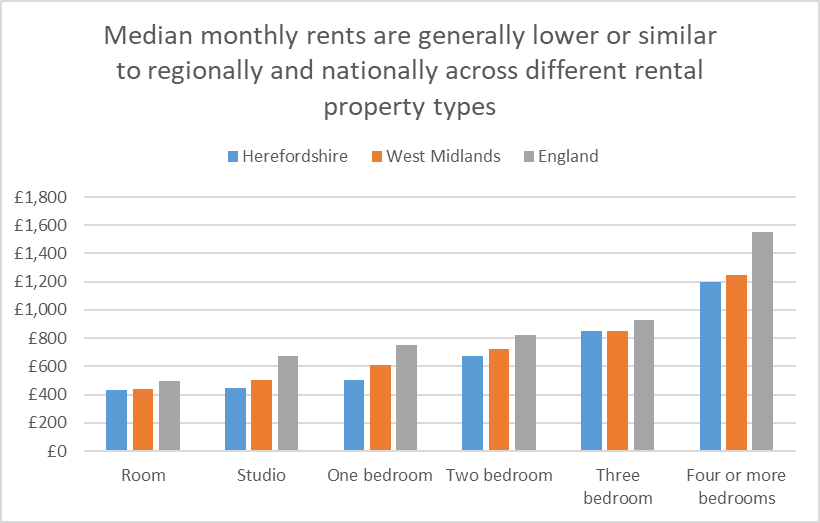 Median monthly rents are generally lower or similar
to regionally and nationally across different rental
property types
Herefordshire West Midlands England
£1,800
£1,600
£1,400
£1,200
£1,000
£800
£600
£400
£200
£0
Room Studio One bedroom Two bedroom Three Four or more
bedroom bedrooms